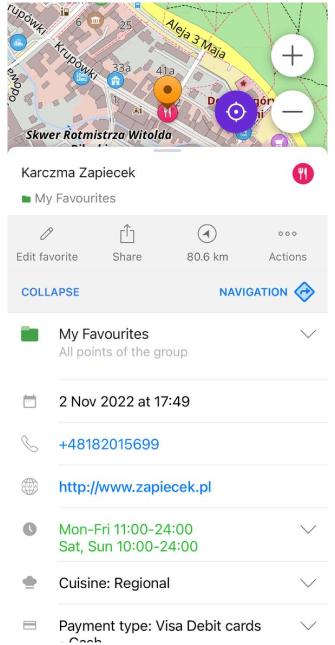 Krupówki
6
25
Aleja 3 Maja
Krupówki
33a
41a
Skwer Rotmistrza Witolda
Karczma Zapiecek
My Favourites
Edit favorite
Share
80.6 km
Actions
COLLAPSE
NAVIGATION
My Favourites
All points of the group
2 Nov 2022 at 17:49
+48182015699
http://www.zapiecek.pl
Mon-Fri 11:00-24:00
Sat, Sun 10:00-24:00
Cuisine: Regional
Payment type: Visa Debit cards
- Cash